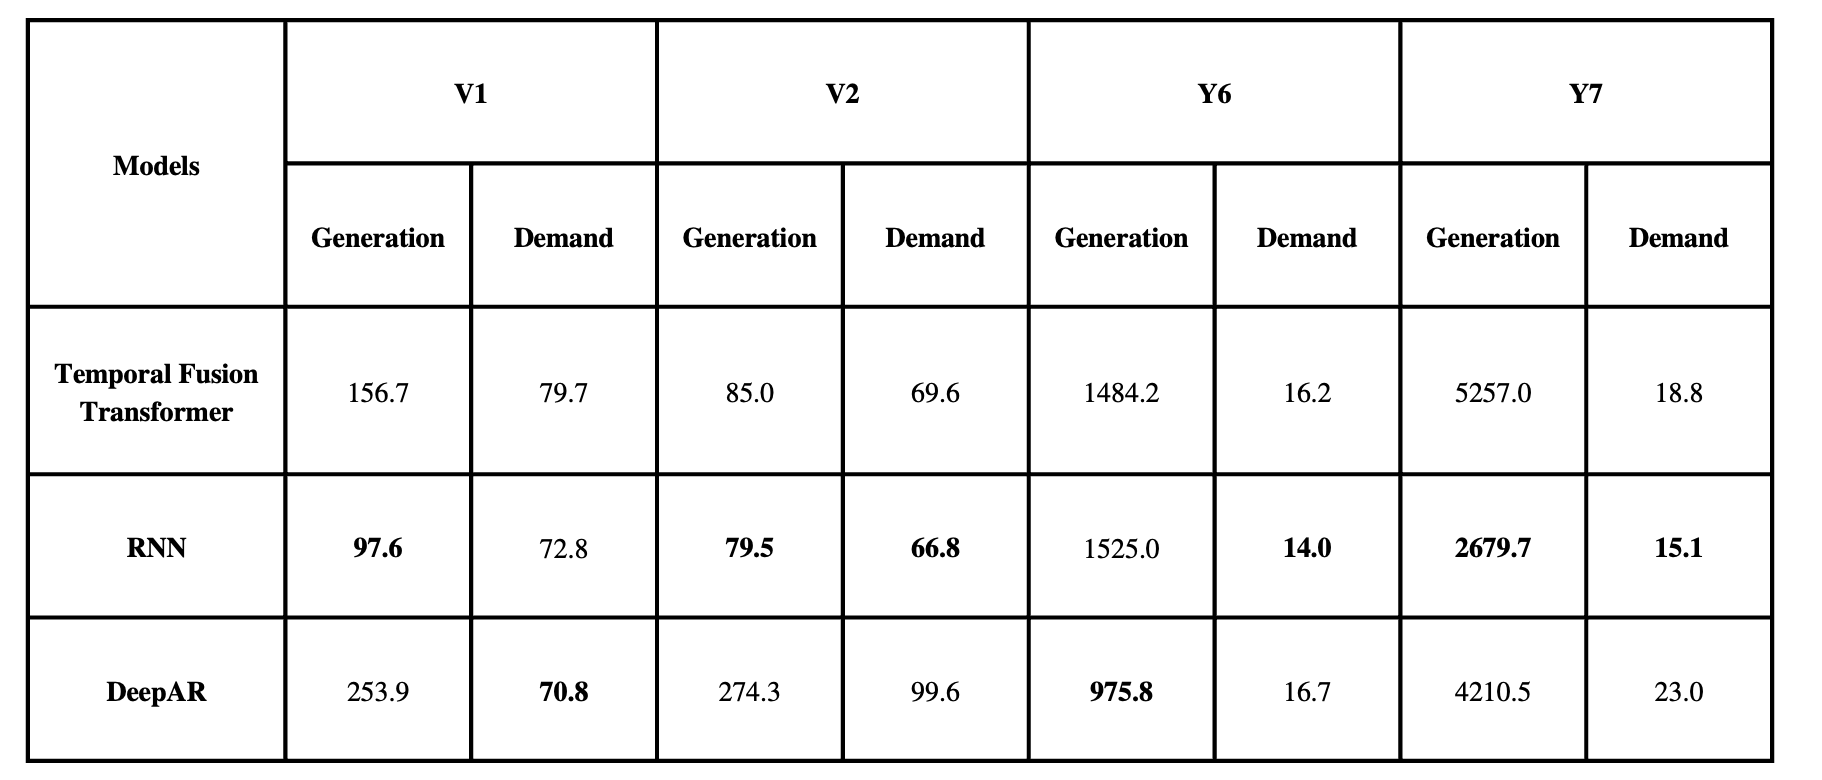 Models V1 V2 Y6 Y7
Generation Demand Generation Demand Generation Demand Generation Demand
Temporal Fusion
Transformer 156.7 79.7 85.0 69.6 1484.2 16.2 5257.0 18.8
RNN 97.6 72.8 79.5 66.8 1525.0 14.0 2679.7 15.1
DeepAR 253.9 70.8 274.3 99.6 975.8 16.7 4210.5 23.0